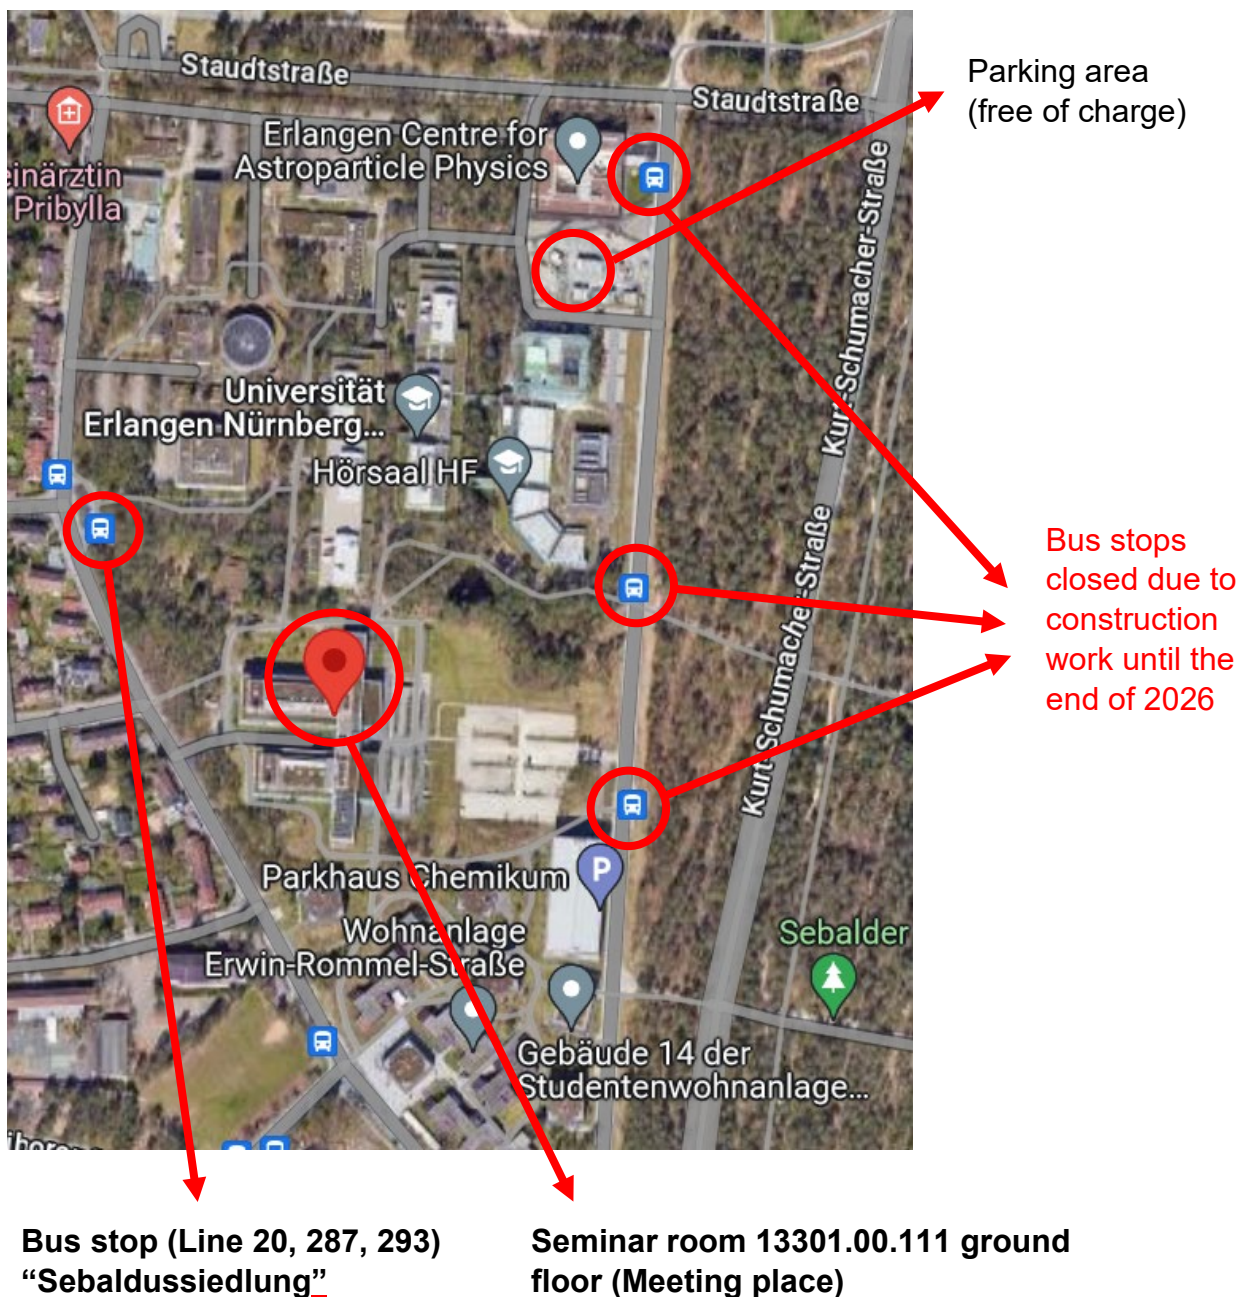 Staudtstraße
Staudtstraße
Parking area
(free of charge)
Erlangen Centre for
Astroparticle Physics
einärztin
Pribylla
Kurt-Schumacher-Straße
Universität
Erlangen Nürnberg...
Hörsaal HF
Kurt-Schumacher-Straße
Bus stops
closed due to
construction
work until the
end of 2026
Parkhaus Chemikum
P
Wohnanlage
Erwin-Rommel-Straße
Sebalder
Gebäude 14 der
Studentenwohnanlage...
Bus stop (Line 20, 287, 293)
“Sebaldussiedlung”
Seminar room 13301.00.111 ground
floor (Meeting place)